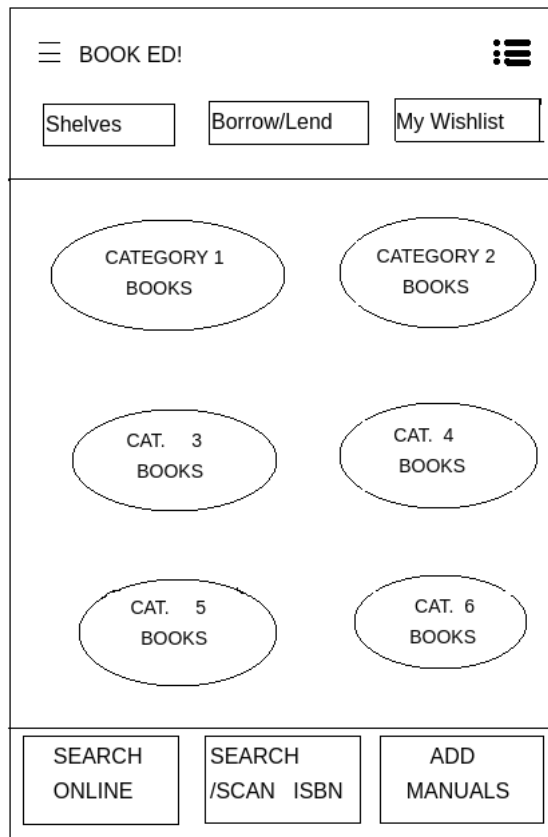 BOOK ED!
Shelves
Borrow/Lend
My Wishlist
CATEGORY 1
BOOKS
CATEGORY 2
BOOKS
CAT. 3
BOOKS
CAT. 4
BOOKS
CAT. 5
BOOKS
CAT. 6
BOOKS
SEARCH
ONLINE
SEARCH
/SCAN ISBN
ADD
MANUALS